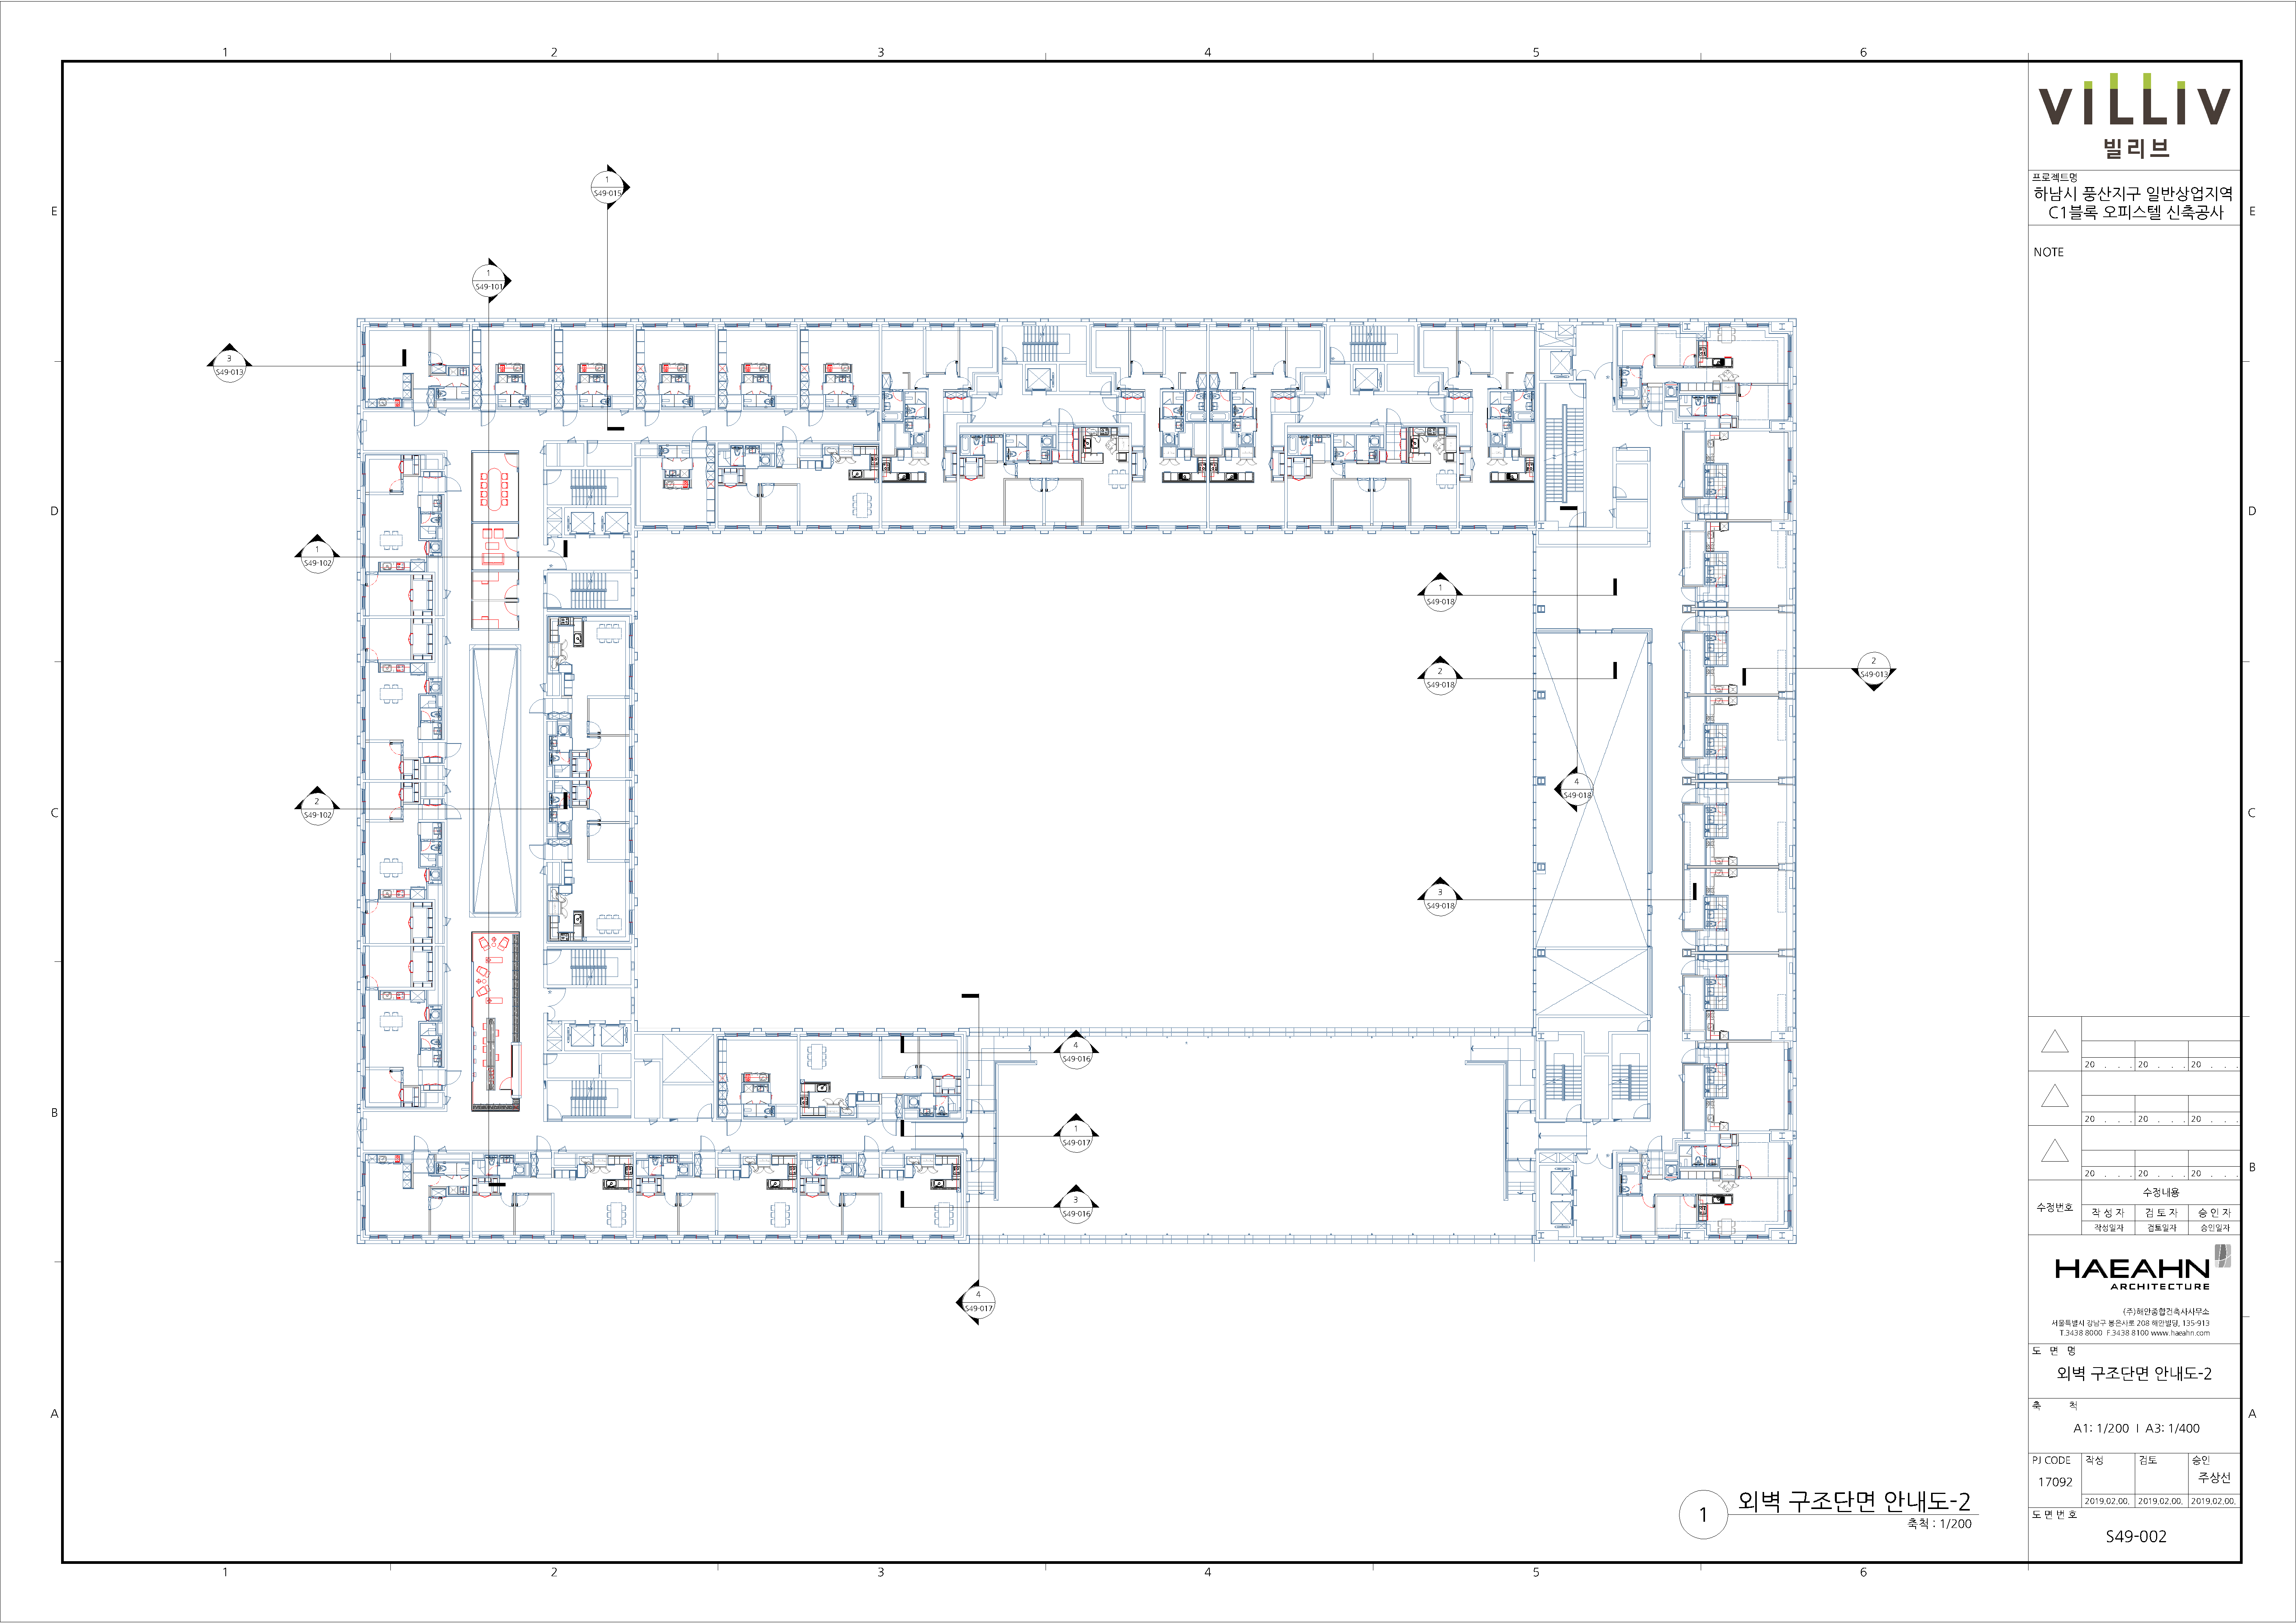 1 2 3 4 5 6
E E
D D
C C
B B
A A
1
S49-015
1
S49-101
3
S49-013
1
S49-102
2
S49-102
1
S49-018
2
S49-018
2
S49-013
4
S49-018
3
S49-018
4
S49-016
1
S49-017
3
S49-016
4
S49-017
1
외벽 구조단면 안내도-2
축척 : 1/200
1 2 3 4 5 6
VILLIV
빌리브
프로젝트명
하남시 풍산지구 일반상업지역
C1블록 오피스텔 신축공사
NOTE
20 . . . 20 . . . 20 . . .
20 . . . 20 . . . 20 . . .
20 . . . 20 . . . 20 . . .
수정번호
수정내용
작 성 자 검 토 자 승 인 자
작성일자 검토일자 승인일자
HAEAHN
ARCHITECTURE
(주)해안종합건축사사무소
서울특별시 강남구 봉은사로 208 해안빌딩, 135-913
T.3438 8000 F.3438 8100 www.haeahn.com
도 면 명
외벽 구조단면 안내도-2
축 척
A1: 1/200 I A3: 1/400
PJ CODE 작성 검토 승인
17092 주상선
2019.02.00. 2019.02.00. 2019.02.00.
도 면 번 호
S49-002